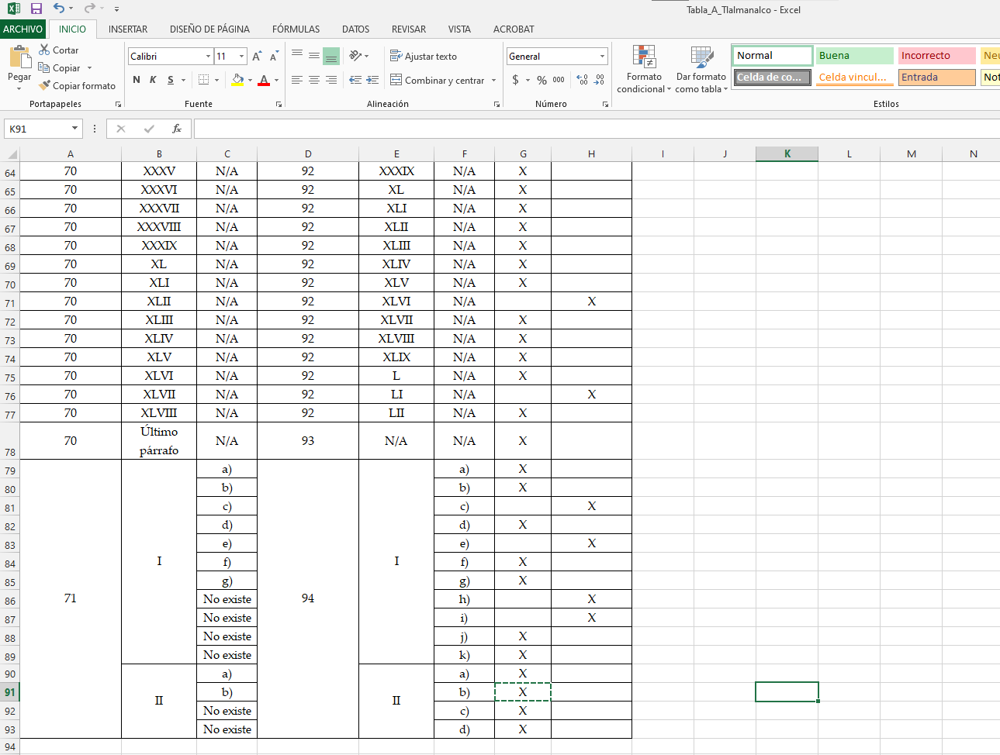 Tabla_A_Tlalmanalco - Excel
ARCHIVO INICIO INSERTAR DISEÑO DE PÁGINA FÓRMULAS DATOS REVISAR VISTA ACROBAT
Pegar
Cortar
Copiar
Copiar formato
Portapapeles
Calibri 11
N K S
Fuente
Ajustar texto
Combinar y centrar
Alineación
General
$ % 000
Número
Formato condicional
Dar formato como tabla
Normal Buena Incorrecto Neu
Celda de co... Celda vincul... Entrada Not
Estilos
K91
fx
A B C D E F G H I J K L M N
64 70 XXXV N/A 92 XXXIX N/A X
65 70 XXXVI N/A 92 XL N/A X
66 70 XXXVII N/A 92 XLI N/A X
67 70 XXXVIII N/A 92 XLII N/A X
68 70 XXXIX N/A 92 XLIII N/A X
69 70 XL N/A 92 XLIV N/A X
70 70 XLI N/A 92 XLV N/A X
71 70 XLII N/A 92 XLVI N/A X
72 70 XLIII N/A 92 XLVII N/A X
73 70 XLIV N/A 92 XLVIII N/A X
74 70 XLV N/A 92 XLIX N/A X
75 70 XLVI N/A 92 L N/A X
76 70 XLVII N/A 92 LI N/A X
77 70 XLVIII N/A 92 LII N/A X
78 70 Último párrafo N/A 93 N/A N/A X
79 a) a) X
80 b) b) X
81 c) c) X
82 d) d) X
83 e) e) X
84 I f) I f) X
85 g) g) X
86 71 No existe 94 h) X
87 No existe i) X
88 No existe j) X
89 No existe k) X
90 a) a) X
91 II b) II b) X
92 No existe c) X
93 No existe d) X
94